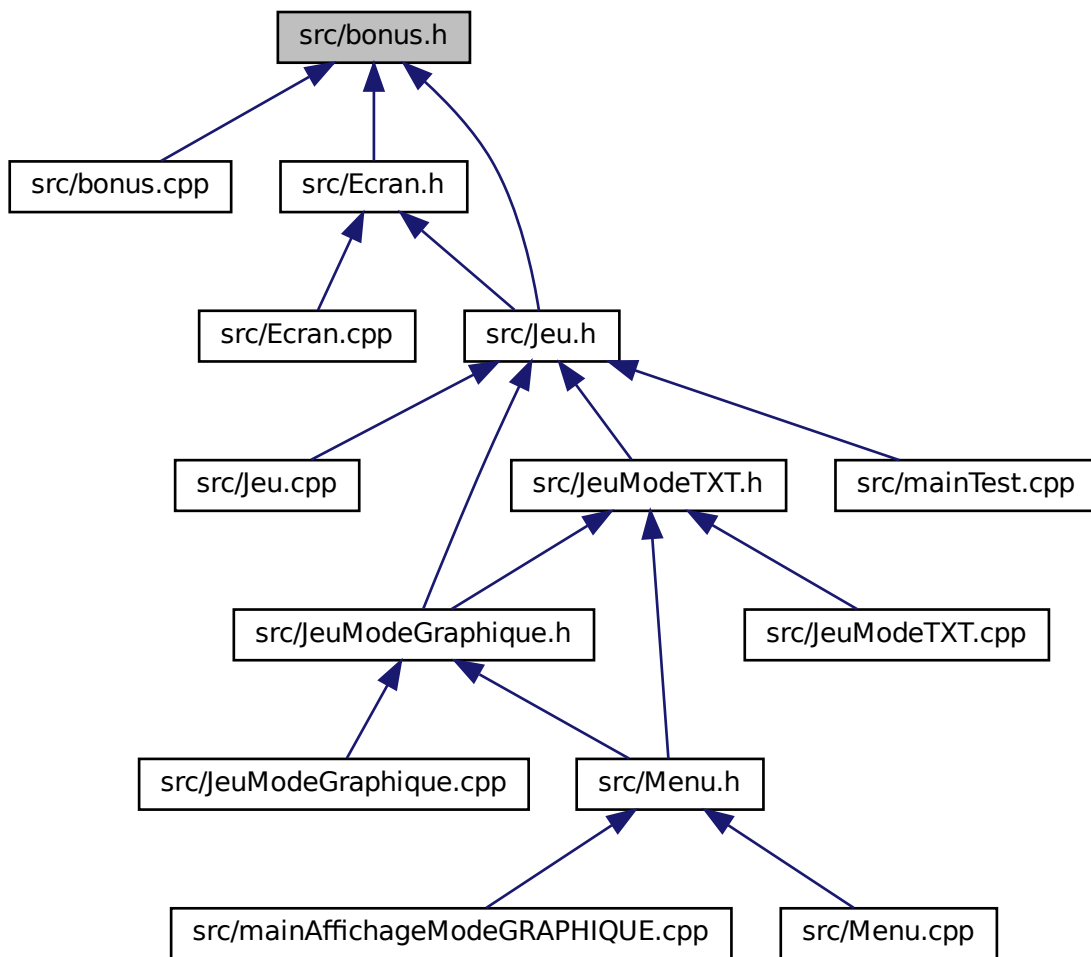 src/bonus.h
src/bonus.cpp
src/Ecran.h
src/Ecran.cpp
src/Jeu.h
src/Jeu.cpp
src/JeuModeTXT.h
src/mainTest.cpp
src/JeuModeGraphique.h
src/JeuModeTXT.cpp
src/JeuModeGraphique.cpp
src/Menu.h
src/mainAffichageModeGRAPHIQUE.cpp
src/Menu.cpp